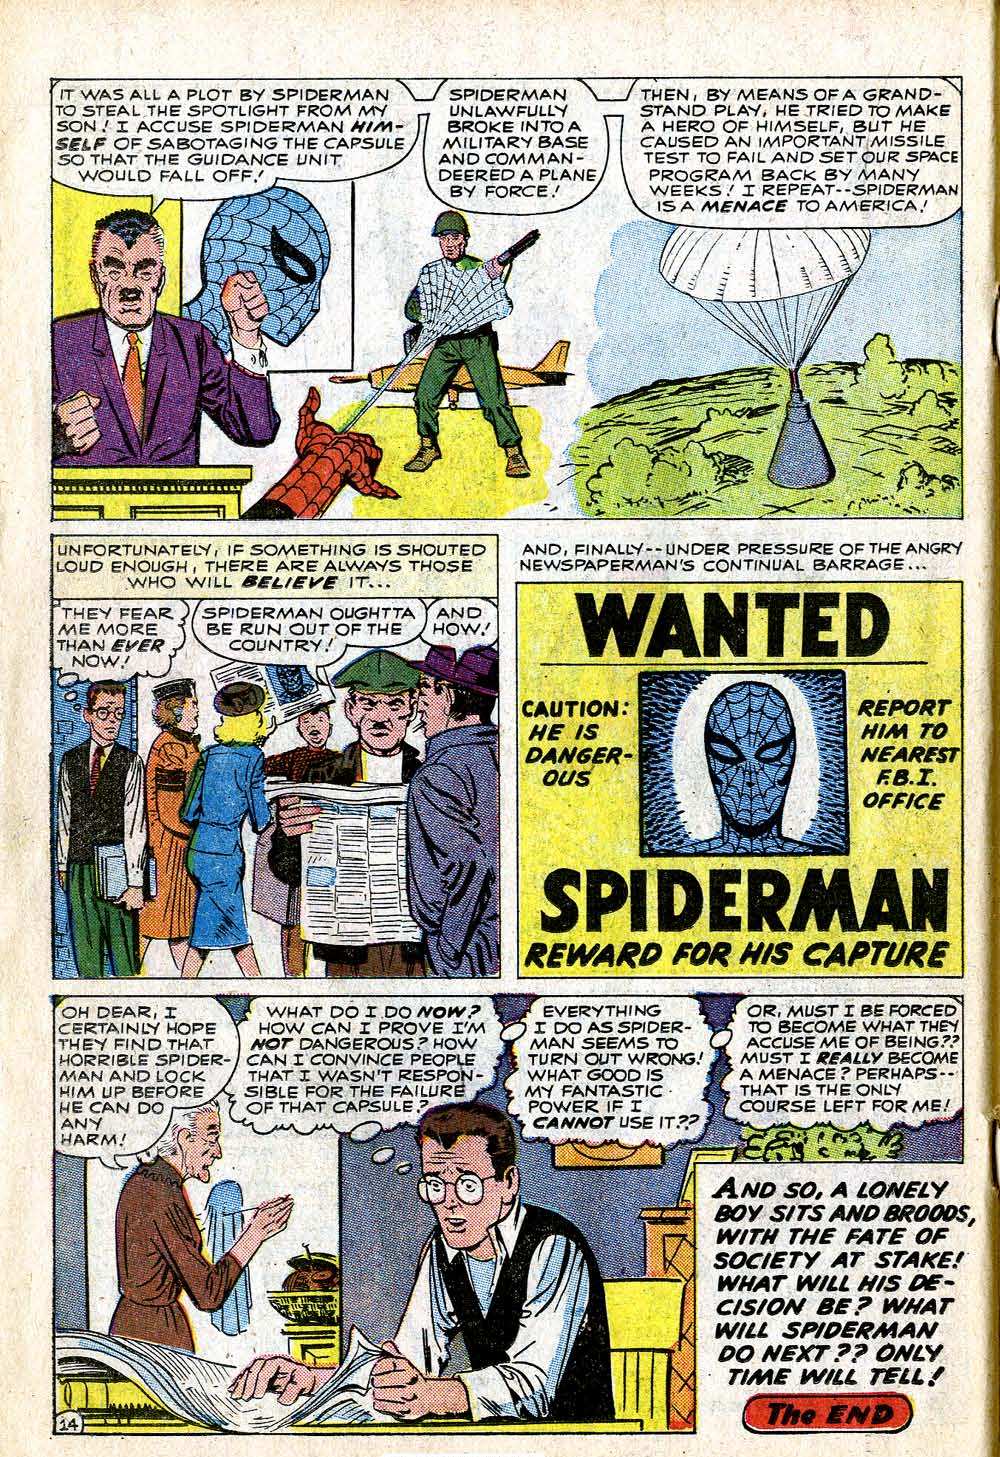 IT WAS ALL A PLOT BY SPIDERMAN
TO STEAL THE SPOTLIGHT FROM MY
SON! I ACCUSE SPIDERMAN HIM-
SELF OF SABOTAGING THE CAPSULE
SO THAT THE GUIDANCE UNIT
WOULD FALL OFF!
SPIDERMAN
UNLAWFULLY
BROKE INTO A
MILITARY BASE
AND COMMAN-
DEERED A PLANE
BY FORCE!
THEN, BY MEANS OF A GRAND-
STAND PLAY, HE TRIED TO MAKE
A HERO OF HIMSELF, BUT HE
CAUSED AN IMPORTANT MISSILE
TEST TO FAIL AND SET OUR SPACE
PROGRAM BACK BY MANY
WEEKS! I REPEAT--SPIDERMAN
IS A MENACE TO AMERICA!
UNFORTUNATELY, IF SOMETHING IS SHOUTED
LOUD ENOUGH, THERE ARE ALWAYS THOSE
WHO WILL BELIEVE IT...
THEY FEAR
ME MORE
THAN EVER
NOW!
SPIDERMAN OUGHTTA
BE RUN OUT OF THE
COUNTRY!
AND
HOW!
AND, FINALLY--UNDER PRESSURE OF THE ANGRY
NEWSPAPERMAN'S CONTINUAL BARRAGE...
WANTED
CAUTION:
HE IS
DANGER-
OUS
REPORT
HIM TO
NEAREST
F.B.I.
OFFICE
SPIDERMAN
REWARD FOR HIS CAPTURE
OH DEAR, I
CERTAINLY HOPE
THEY FIND THAT
HORRIBLE SPIDER-
MAN AND LOCK
HIM UP BEFORE
HE CAN DO
ANY
HARM!
WHAT DO I DO NOW?
HOW CAN I PROVE I'M
NOT DANGEROUS? HOW
CAN I CONVINCE PEOPLE
THAT I WASN'T RESPON-
SIBLE FOR THE FAILURE
OF THAT CAPSULE?
EVERYTHING
I DO AS SPIDER-
MAN SEEMS TO
TURN OUT WRONG!
WHAT GOOD IS
MY FANTASTIC
POWER IF I
CANNOT USE IT??
OR, MUST I BE FORCED
TO BECOME WHAT THEY
ACCUSE ME OF BEING??
MUST I REALLY BECOME
A MENACE? PERHAPS--
THAT IS THE ONLY
COURSE LEFT FOR ME!
AND SO, A LONELY
BOY SITS AND BROODS,
WITH THE FATE OF
SOCIETY AT STAKE!
WHAT WILL HIS DE-
CISION BE? WHAT
WILL SPIDERMAN
DO NEXT?? ONLY
TIME WILL TELL!
The END
14